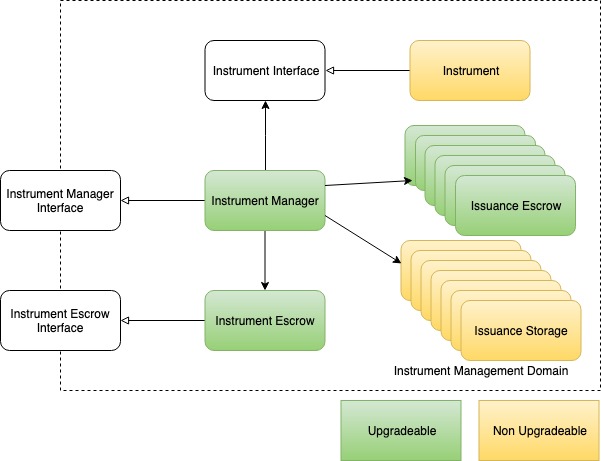 Instrument Interface
Instrument
Instrument Manager
Interface
Instrument Manager
Issuance Escrow
Instrument Escrow
Interface
Instrument Escrow
Issuance Storage
Instrument Management Domain
Upgradeable
Non Upgradeable